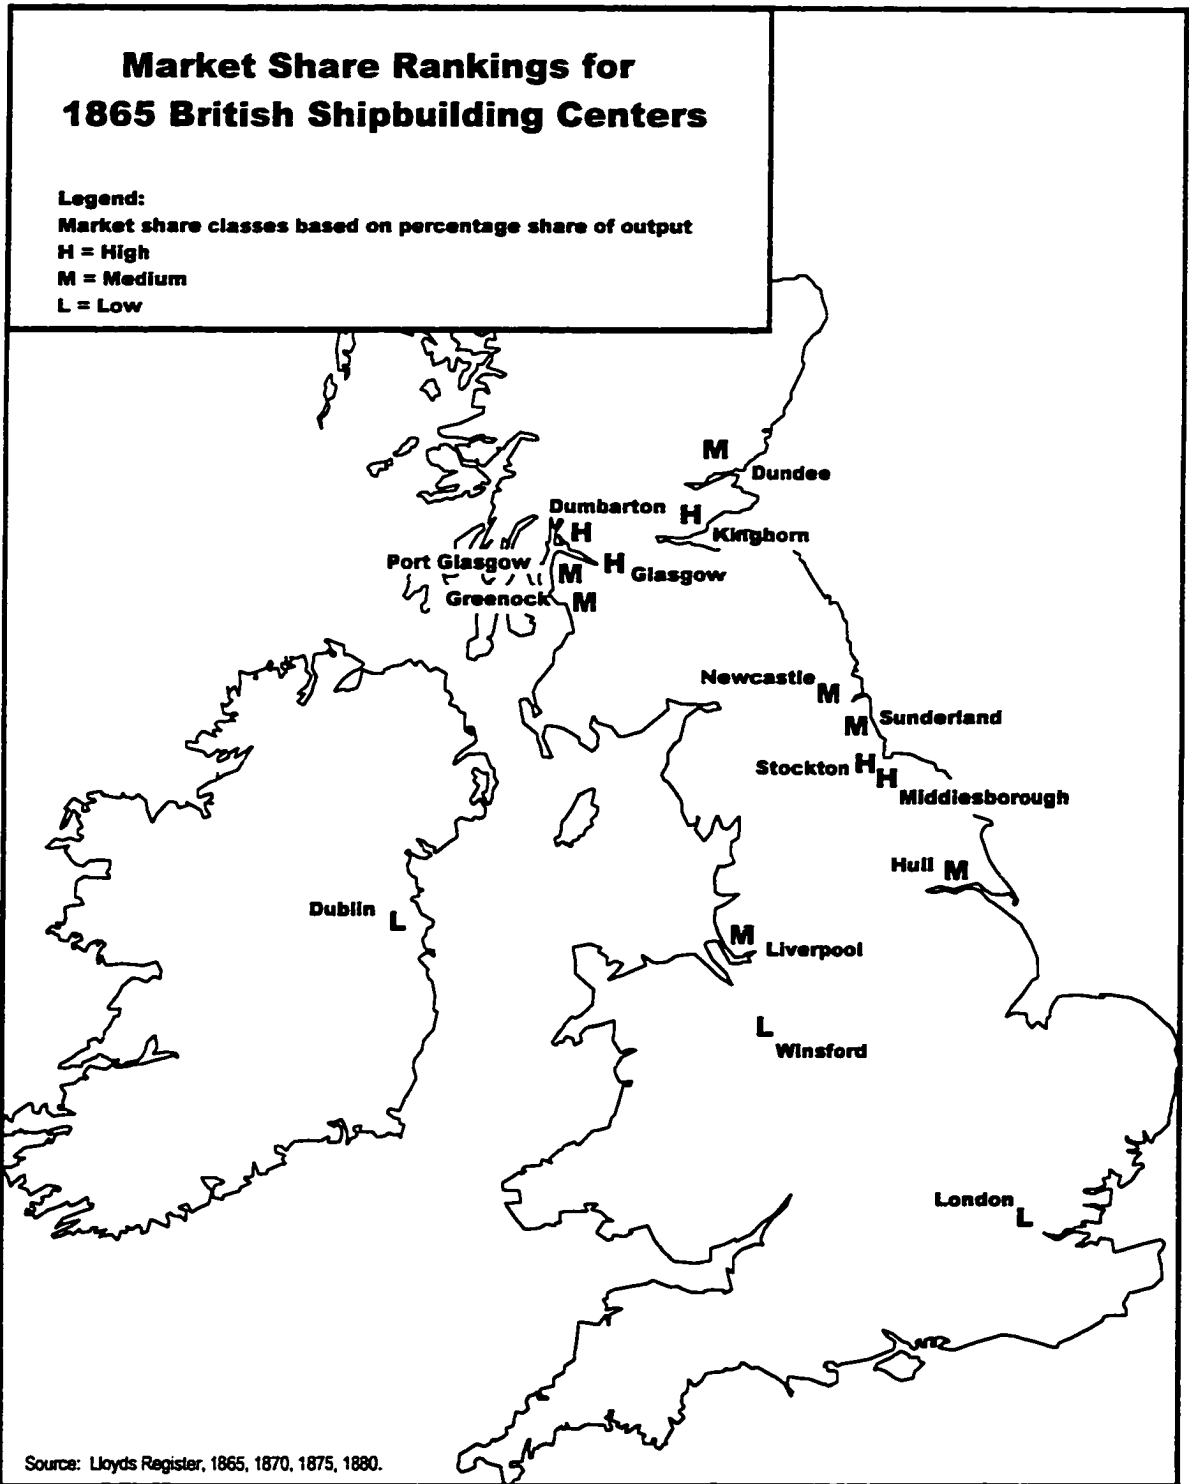 Market Share Rankings for
1865 British Shipbuilding Centers
Legend:
Market share classes based on percentage share of output
H = High
M = Medium
L = Low
M
Dundee
Dumbarton H
H
Kinghorn
Port Glasgow
M
H
Glasgow
Greenock M
Newcastle M
M Sunderland
Stockton H
H
Middlesborough
Hull M
Dublin L
M
Liverpool
L
Winsford
London
L
Source: Lloyds Register, 1865, 1870, 1875, 1880.